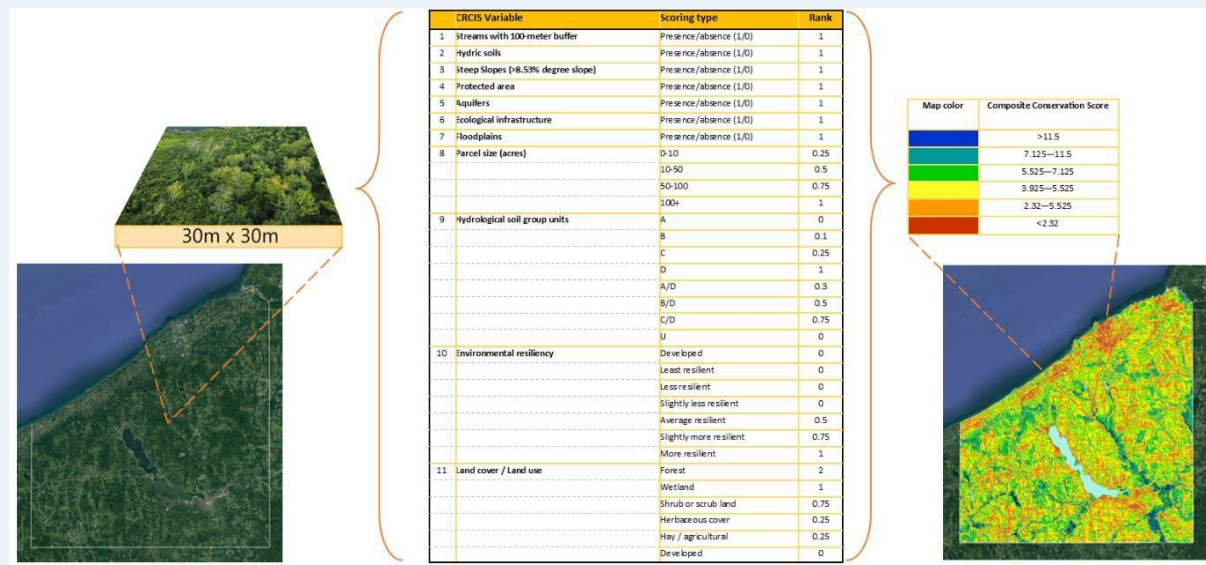 30m x 30m
CRCIS Variable Scoring type Rank
1 Streams with 100-meter buffer Presence/absence (1/0) 1
2 Hydric soils Presence/absence (1/0) 1
3 Steep Slopes (>8.53% degree slope) Presence/absence (1/0) 1
4 Protected area Presence/absence (1/0) 1
5 Aquifers Presence/absence (1/0) 1
6 Ecological infrastructure Presence/absence (1/0) 1
7 Floodplains Presence/absence (1/0) 1
8 Parcel size (acres) 0-10 0.25
10-50 0.5
50-100 0.75
100+ 1
9 Hydrological soil group units A 0
B 0.1
C 0.25
D 1
A/D 0.3
B/D 0.5
C/D 0.75
U 0
10 Environmental resiliency Developed 0
Least resilient 0
Less resilient 0
Slightly less resilient 0
Average resilient 0.5
Slightly more resilient 0.75
More resilient 1
11 Land cover / Land use Forest 2
Wetland 1
Shrub or scrub land 0.75
Herbaceous cover 0.25
Hay / agricultural 0.25
Developed 0
Map color Composite Conservation Score
>11.5
7.125—11.5
5.525—7.125
3.925—5.525
2.32—5.525
<2.32